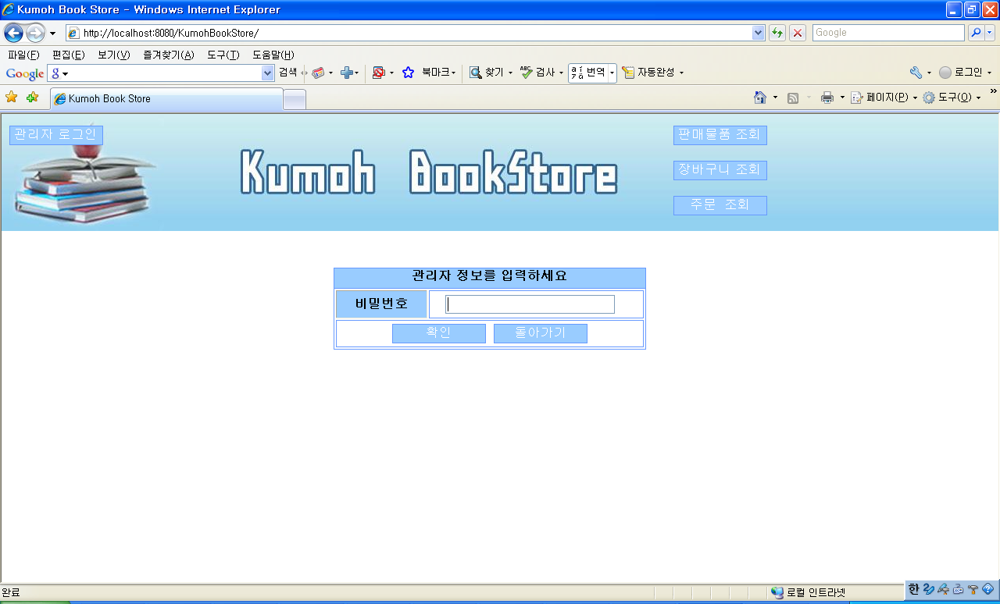 Kumoh Book Store - Windows Internet Explorer
http://localhost:8080/KumohBookStore/
Google
파일(F) 편집(E) 보기(V) 즐겨찾기(A) 도구(T) 도움말(H)
Google g 검색 북마크 찾기 ABC 검사 번역 자동완성 로그인
Kumoh Book Store
페이지(P) 도구(O) »
관리자 로그인
판매물품 조회
Kumoh BookStore
장바구니 조회
주문 조회
관리자 정보를 입력하세요
비밀번호
확인 돌아가기
완료
로컬 인트라넷
한